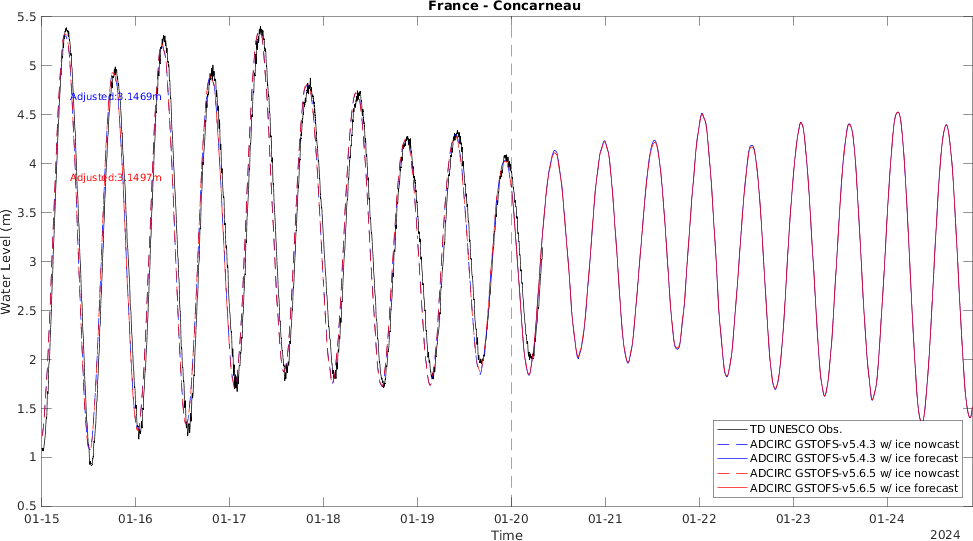 France - Concarneau
5.5
5
4.5
4
3.5
3
2.5
2
1.5
1
0.5
Water Level (m)
Adjusted:3.1469m
Adjusted:3.1497m
TD UNESCO Obs.
ADCIRC GSTOFS-v5.4.3 w/ ice nowcast
ADCIRC GSTOFS-v5.4.3 w/ ice forecast
ADCIRC GSTOFS-v5.6.5 w/ ice nowcast
ADCIRC GSTOFS-v5.6.5 w/ ice forecast
01-15 01-16 01-17 01-18 01-19 01-20 01-21 01-22 01-23 01-24
Time
2024